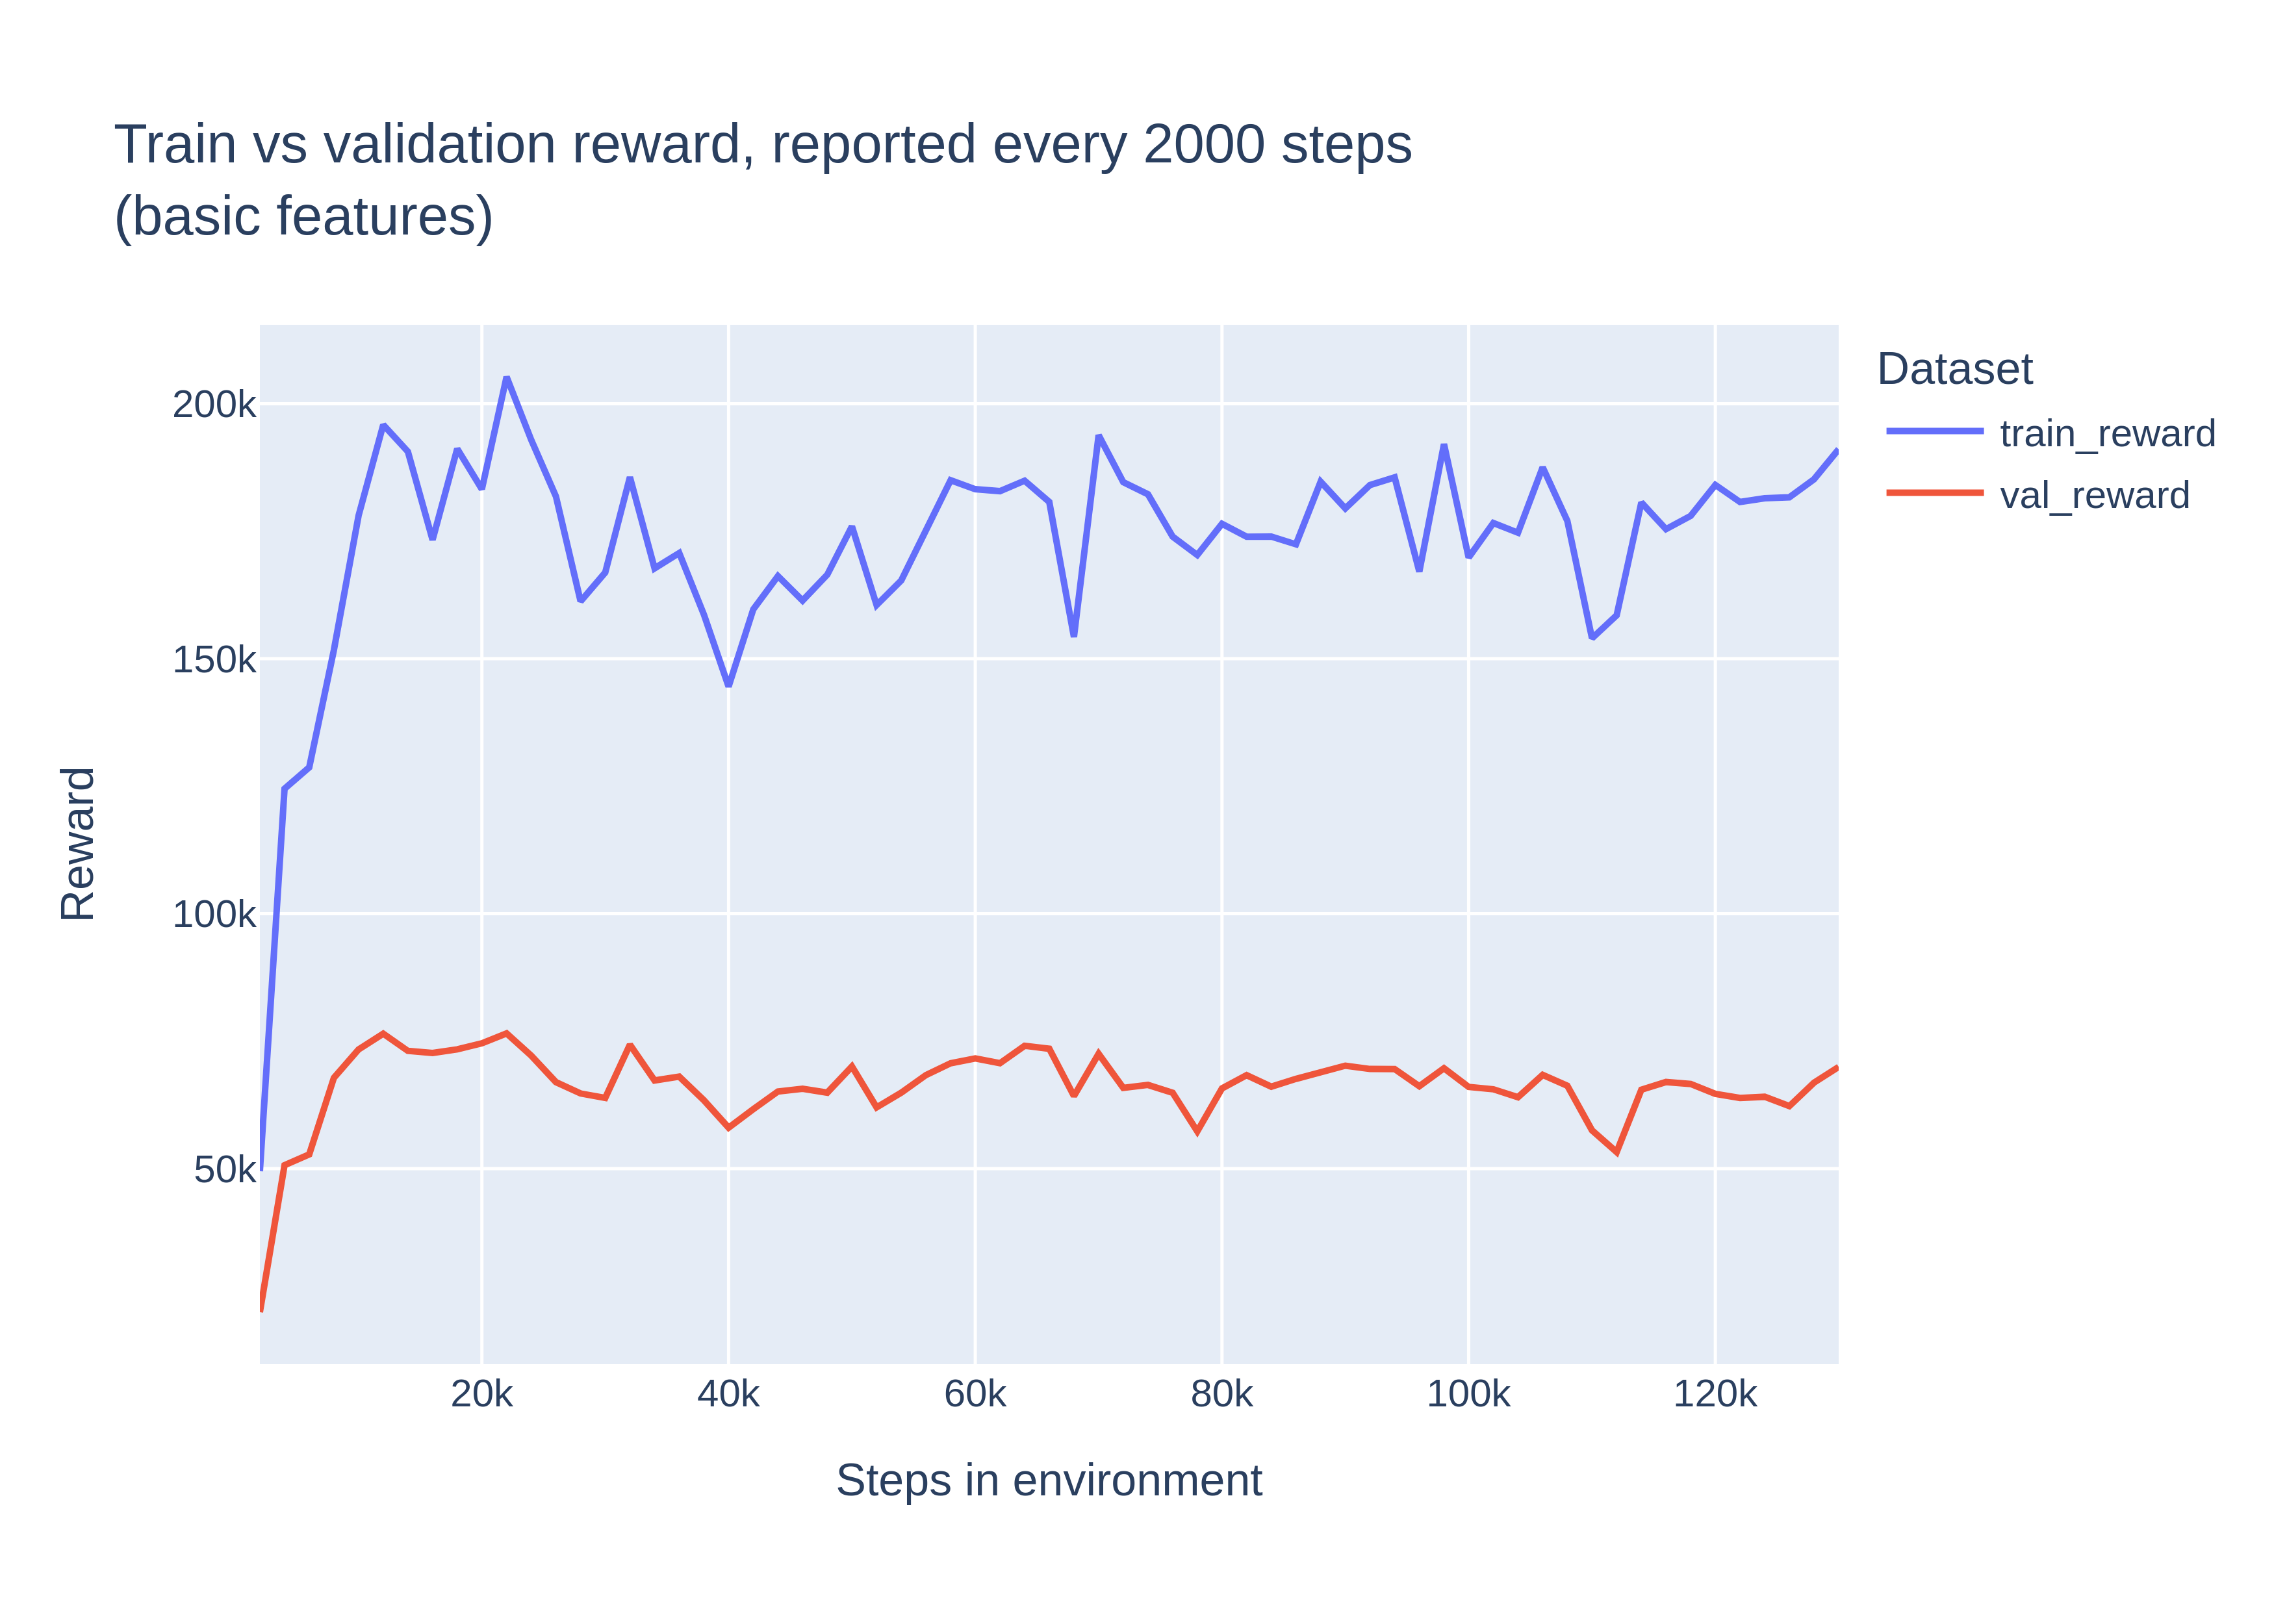 Train vs validation reward, reported every 2000 steps
(basic features)
Dataset
train_reward
val_reward
200k
150k
100k
50k
Reward
20k
40k
60k
80k
100k
120k
Steps in environment